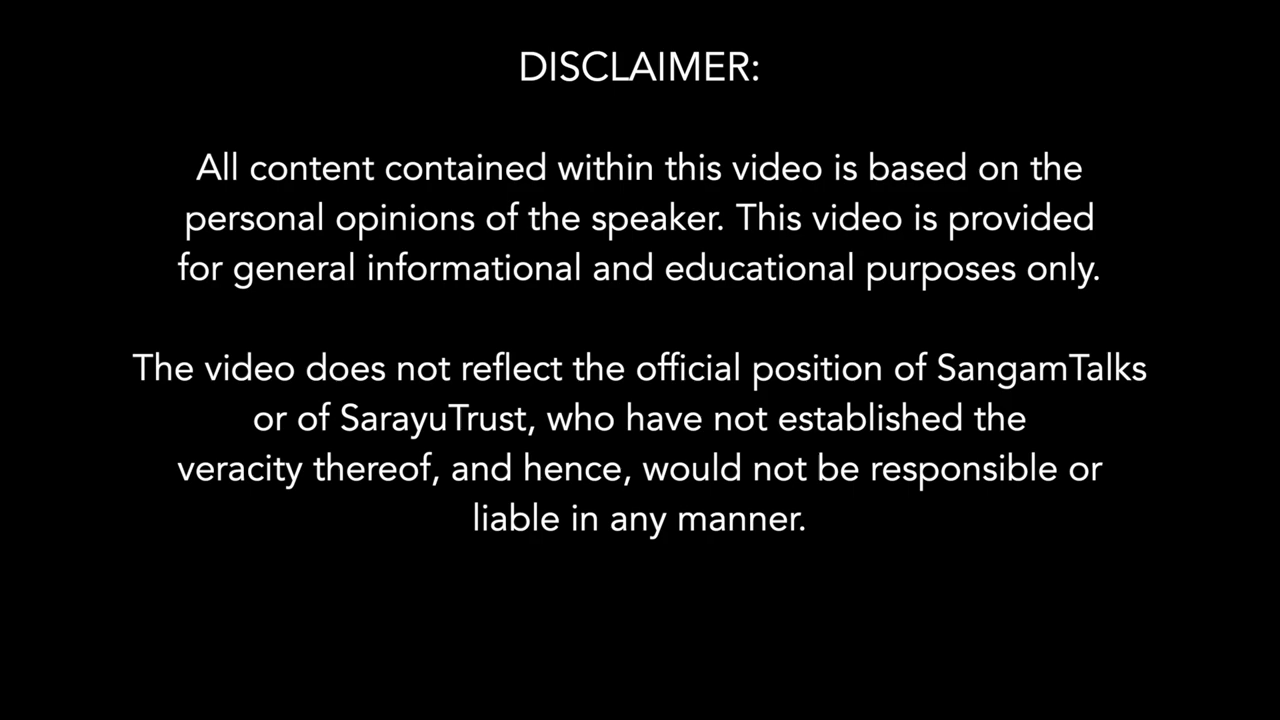 DISCLAIMER:
All content contained within this video is based on the
personal opinions of the speaker. This video is provided
for general informational and educational purposes only.
The video does not reflect the official position of SangamTalks
or of SarayuTrust, who have not established the
veracity thereof, and hence, would not be responsible or
liable in any manner.